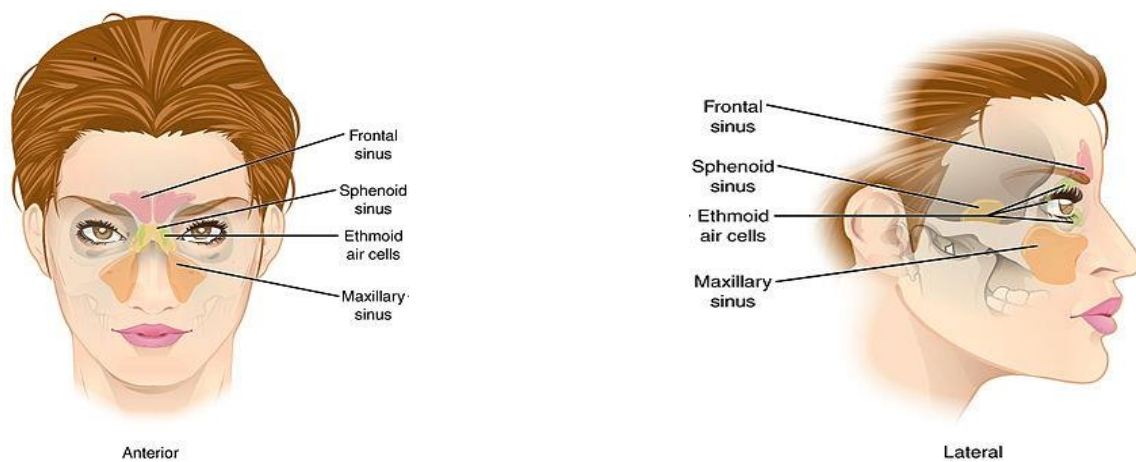 Frontal
sinus
Sphenoid
sinus
Ethmoid
air cells
Maxillary
sinus
Anterior
Frontal
sinus
Sphenoid
sinus
Ethmoid
air cells
Maxillary
sinus
Lateral